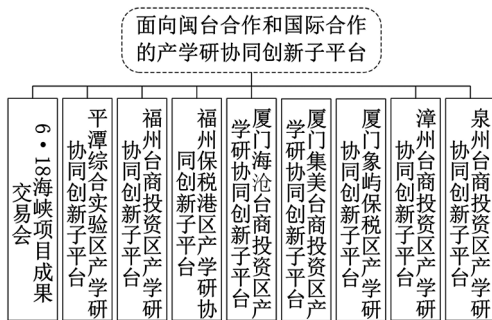 面向闽台合作和国际合作
的产学研协同创新子平台
6·18海峡项目成果
交易会
平潭综合实验区产学研
协同创新子平台
福州台商投资区产学研
协同创新子平台
福州保税港区产学研协
同创新子平台
厦门海沧台商投资区产
学研协同创新子平台
厦门集美台商投资区产
学研协同创新子平台
厦门象屿保税区产学研
协同创新子平台
漳州台商投资区产学研
协同创新子平台
泉州台商投资区产学研
协同创新子平台